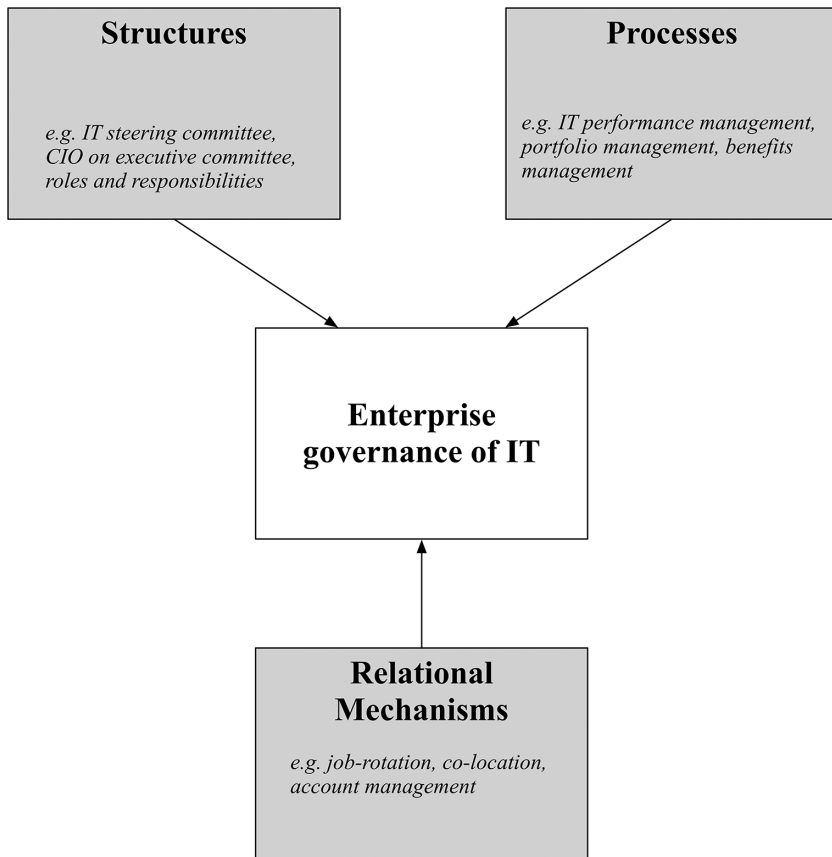 Structures
e.g. IT steering committee,
CIO on executive committee,
roles and responsibilities
Processes
e.g. IT performance management,
portfolio management, benefits
management
Enterprise
governance of IT
Relational
Mechanisms
e.g. job-rotation, co-location,
account management